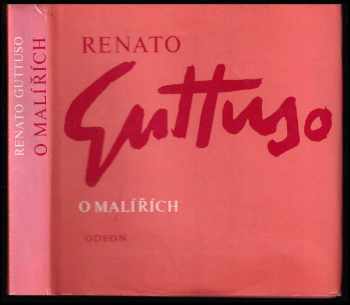 RENATO GUTTUSO
O MALÍŘÍCH
RENATO
Guttuso
O MALÍŘÍCH
ODEON